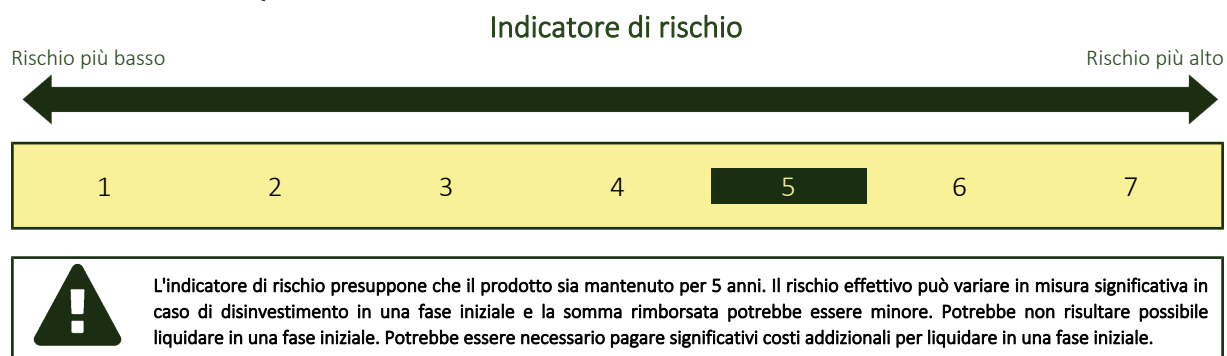 Indicatore di rischio
Rischio più basso
Rischio più alto
1 2 3 4 5 6 7
L'indicatore di rischio presuppone che il prodotto sia mantenuto per 5 anni. Il rischio effettivo può variare in misura significativa in
caso di disinvestimento in una fase iniziale e la somma rimborsata potrebbe essere minore. Potrebbe non risultare possibile
liquidare in una fase iniziale. Potrebbe essere necessario pagare significativi costi addizionali per liquidare in una fase iniziale.